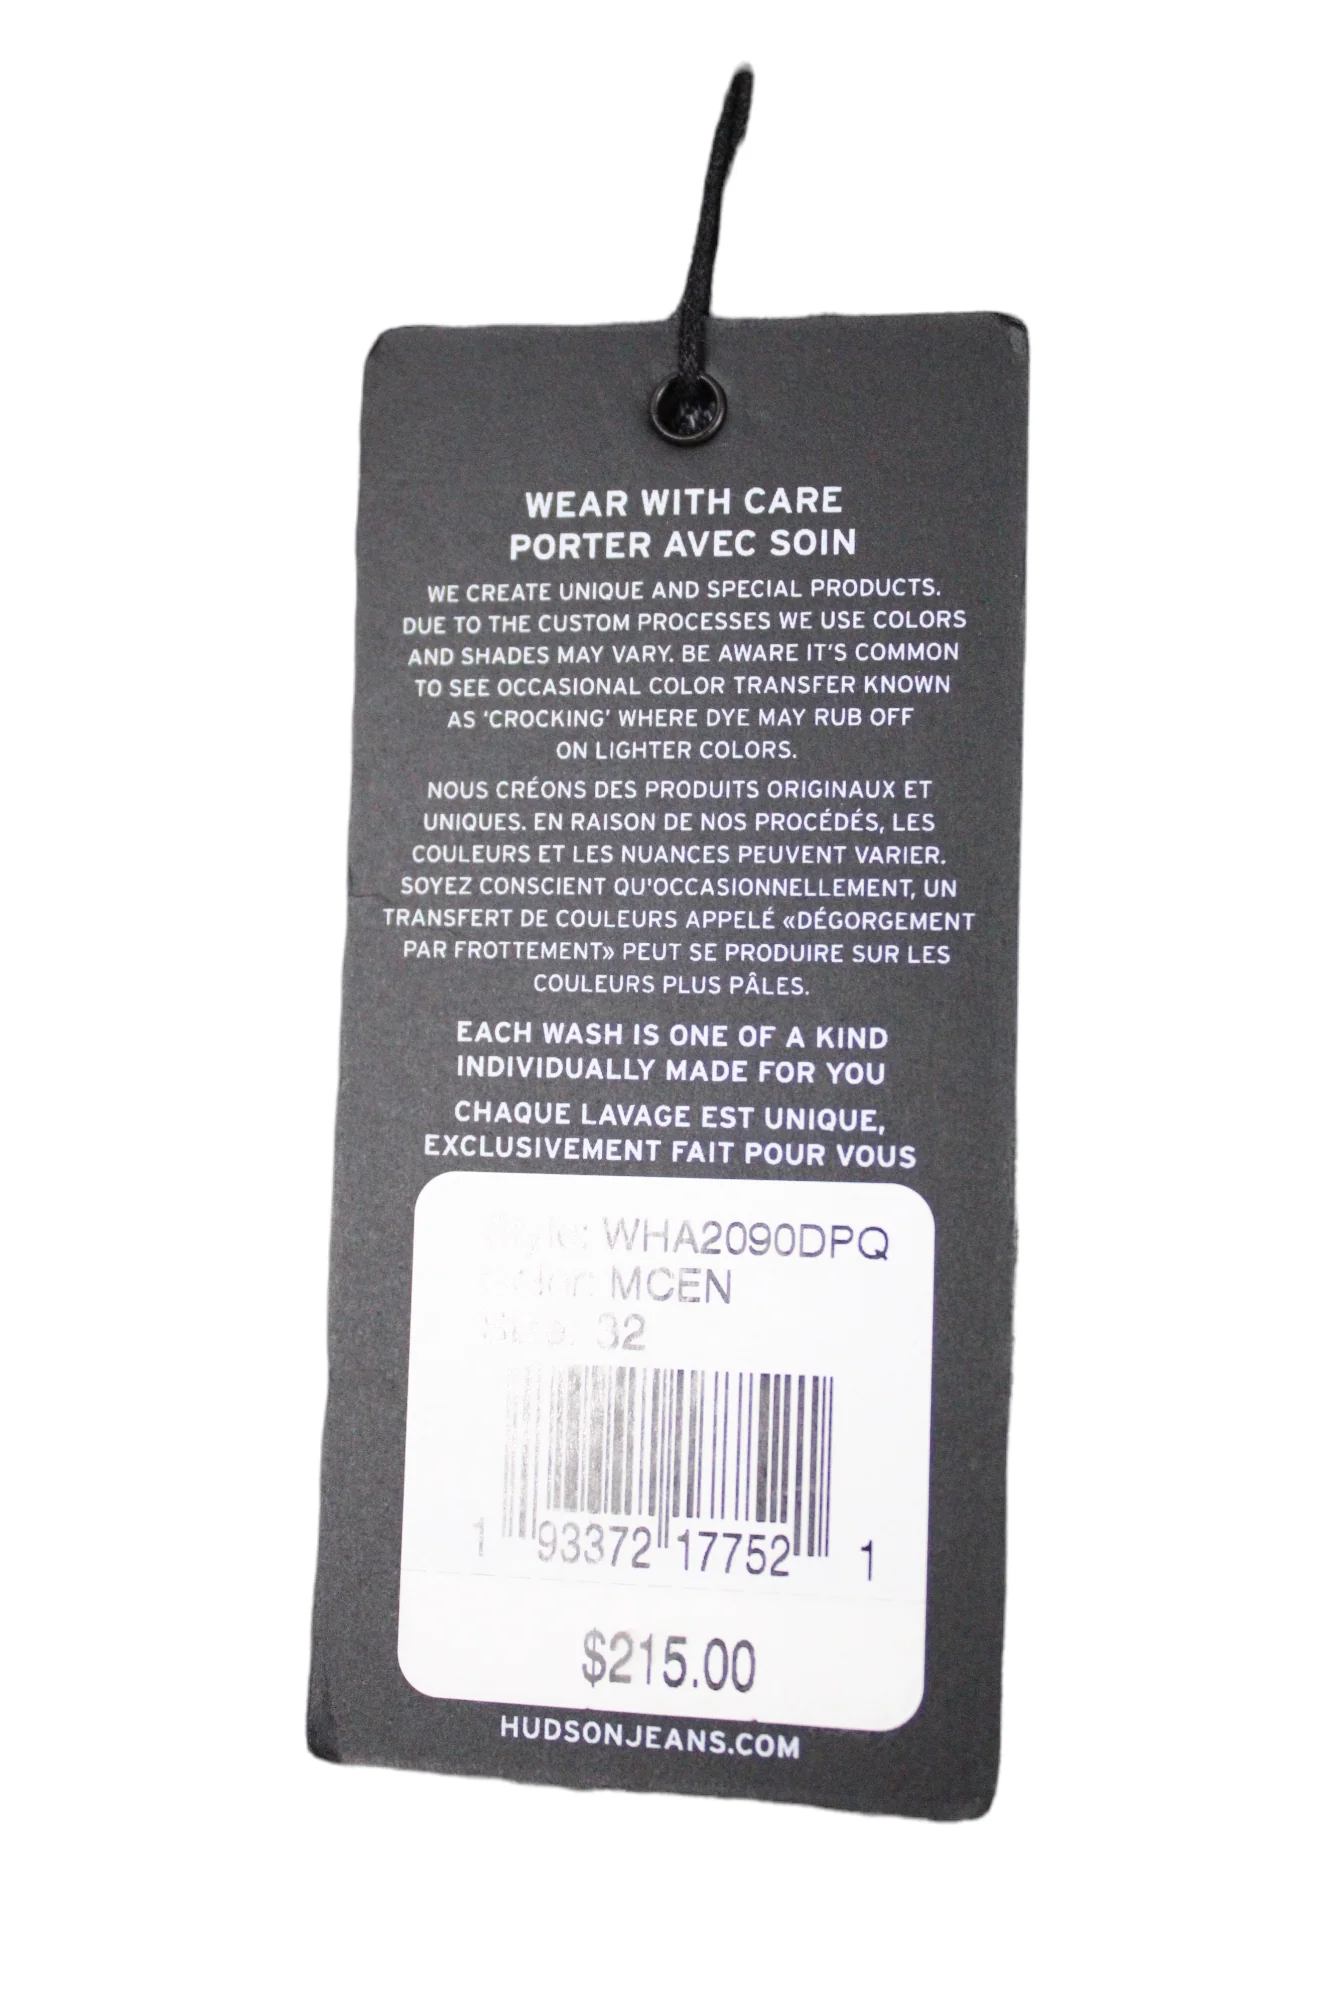 WEAR WITH CARE
PORTER AVEC SOIN
WE CREATE UNIQUE AND SPECIAL PRODUCTS.
DUE TO THE CUSTOM PROCESSES WE USE COLORS
AND SHADES MAY VARY. BE AWARE IT'S COMMON
TO SEE OCCASIONAL COLOR TRANSFER KNOWN
AS 'CROCKING' WHERE DYE MAY RUB OFF
ON LIGHTER COLORS.
NOUS CRÉONS DES PRODUITS ORIGINAUX ET
UNIQUES. EN RAISON DE NOS PROCÉDÉS, LES
COULEURS ET LES NUANCES PEUVENT VARIER.
SOYEZ CONSCIENT QU'OCCASIONNELLEMENT, UN
TRANSFERT DE COULEURS APPELÉ «DÉGORGEMENT
PAR FROTTEMENT» PEUT SE PRODUIRE SUR LES
COULEURS PLUS PÂLES.
EACH WASH IS ONE OF A KIND
INDIVIDUALLY MADE FOR YOU
CHAQUE LAVAGE EST UNIQUE,
EXCLUSIVEMENT FAIT POUR VOUS
Style: WHA2090DPQ
Color: MCEN
Size: 32
1 93372 17752 1
$215.00
HUDSONJEANS.COM